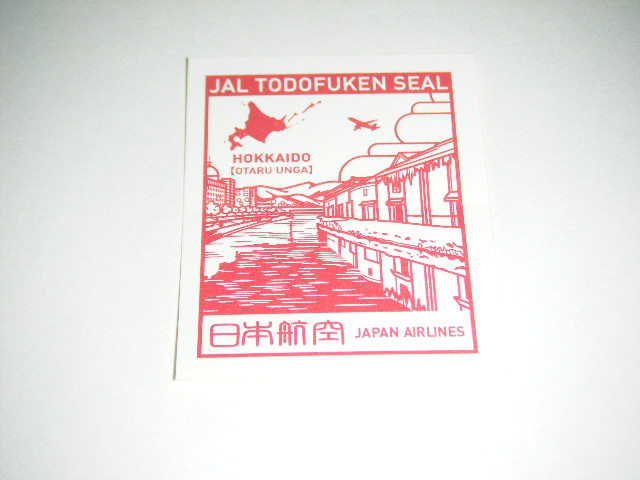 JAL TODOFUKEN SEAL
HOKKAIDO
【OTARU UNGA】
日本航空 JAPAN AIRLINES